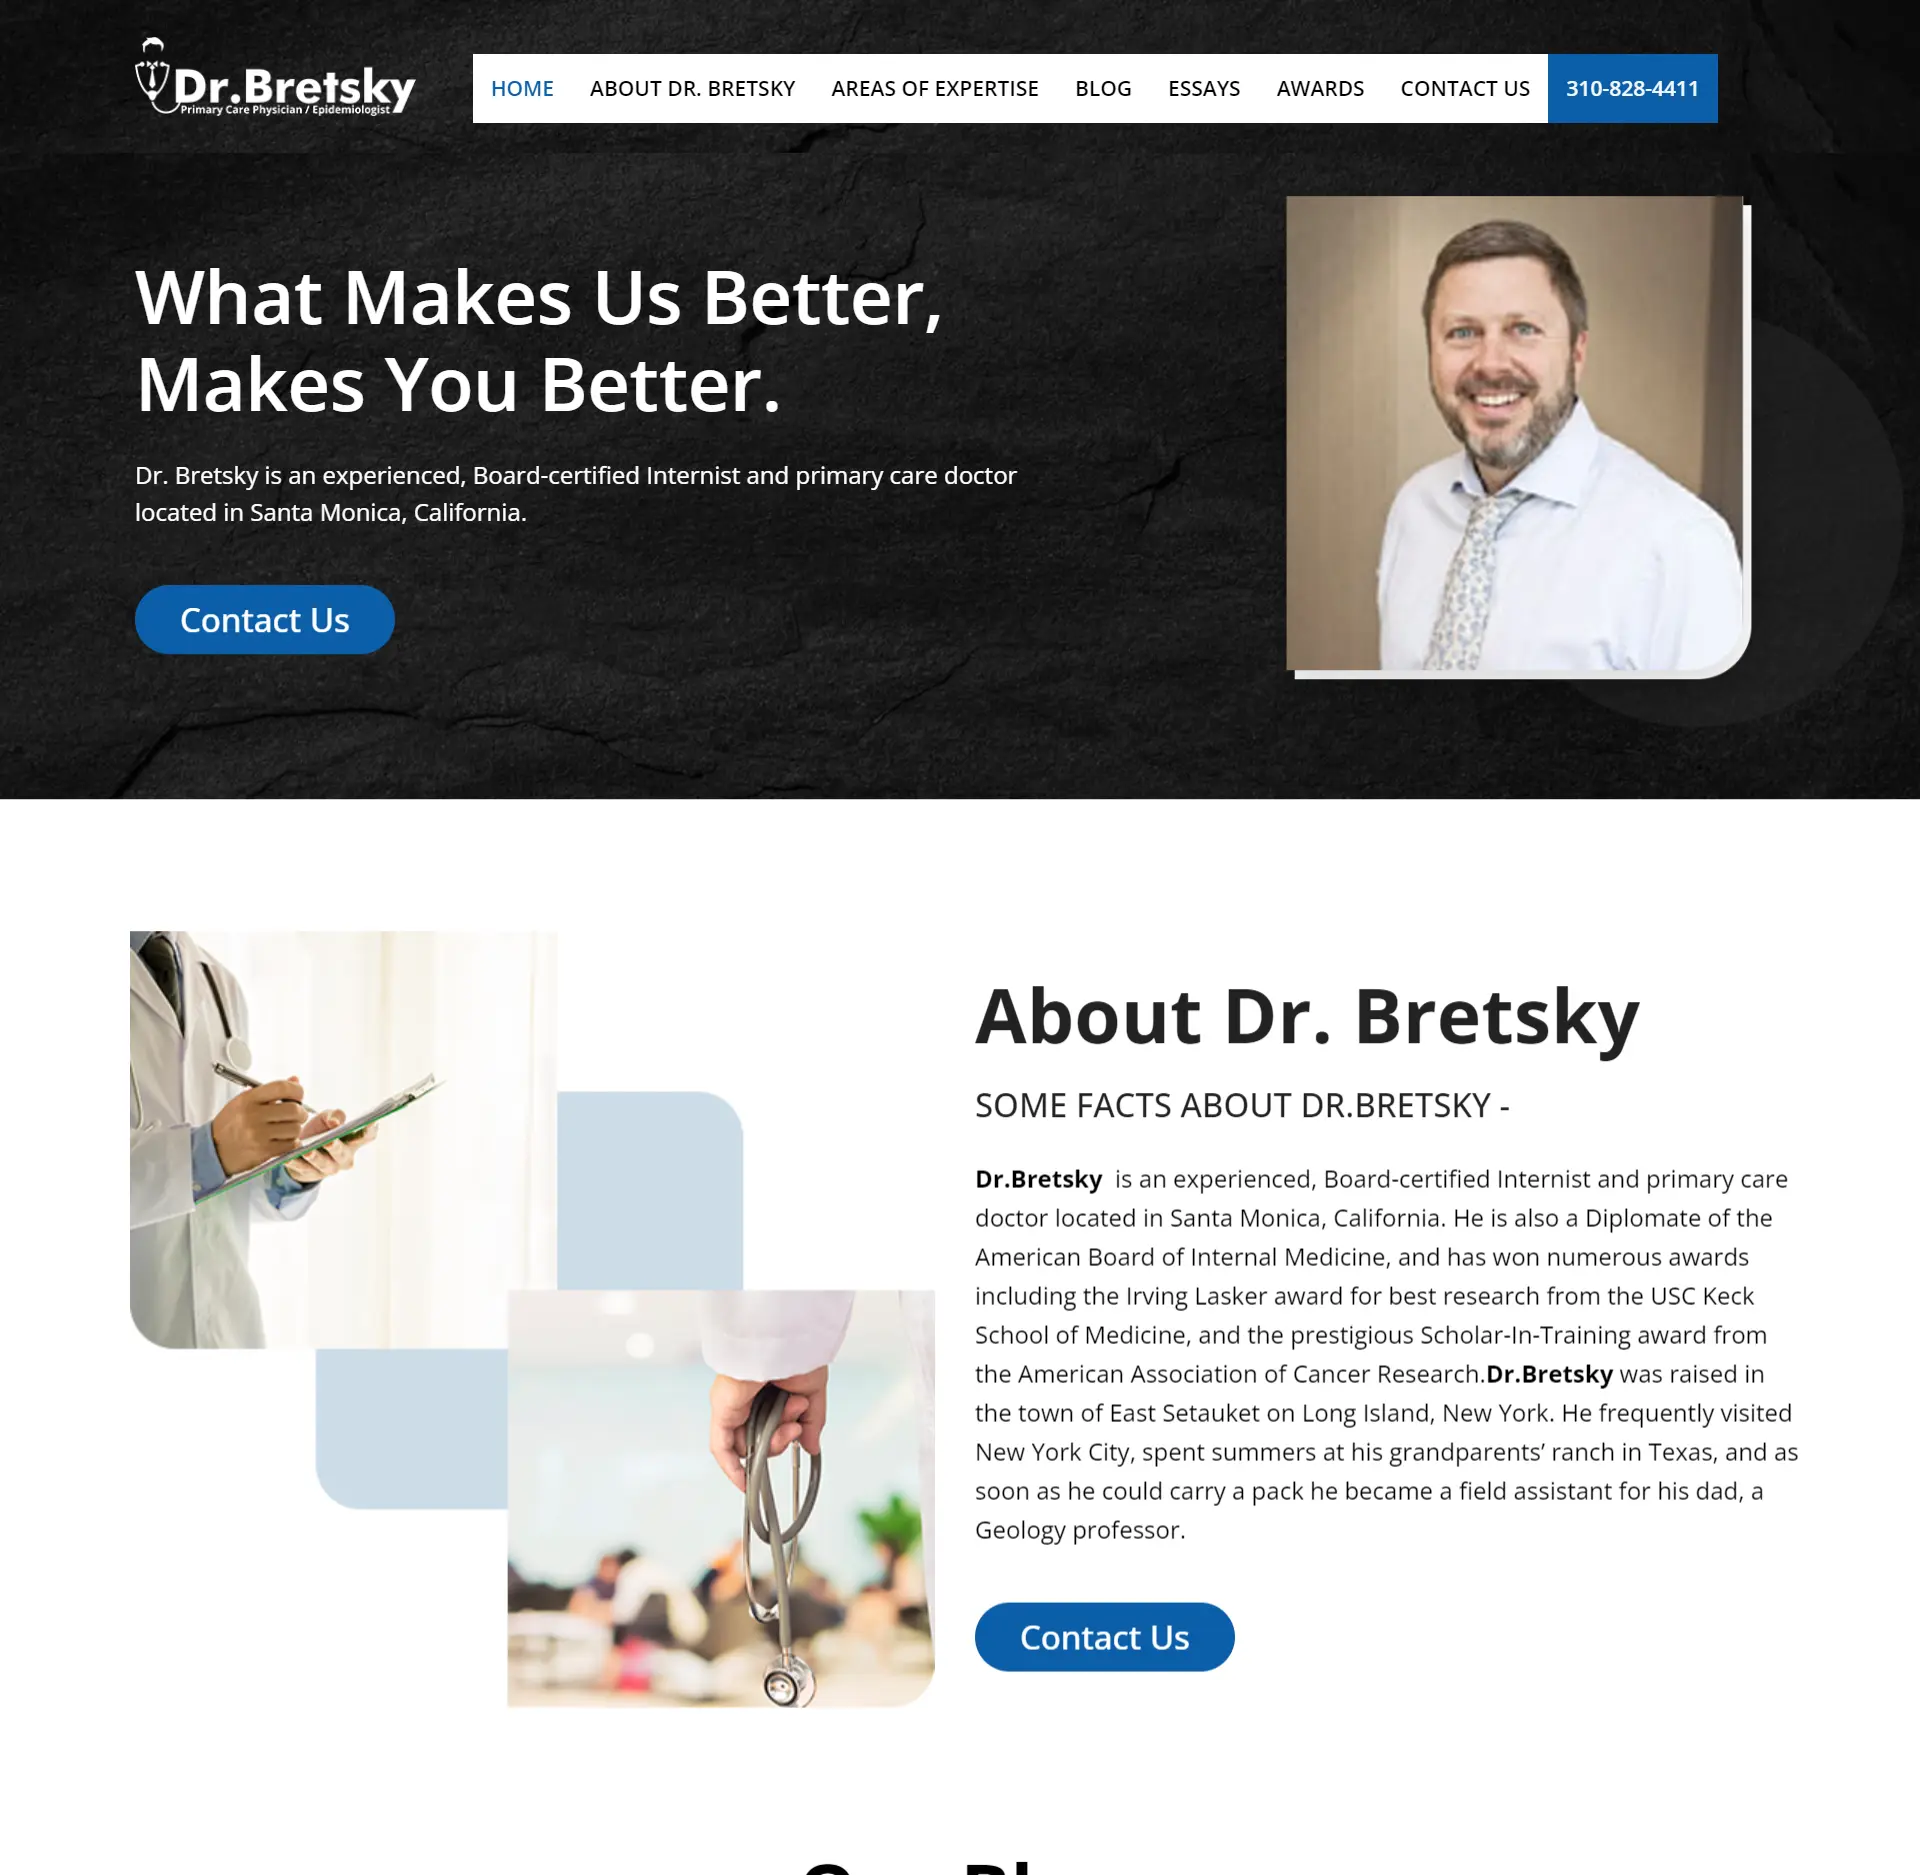 Dr.Bretsky
Primary Care Physician / Epidemiologist
HOME ABOUT DR. BRETSKY AREAS OF EXPERTISE BLOG ESSAYS AWARDS CONTACT US 310-828-4411
What Makes Us Better,
Makes You Better.
Dr. Bretsky is an experienced, Board-certified Internist and primary care doctor
located in Santa Monica, California.
Contact Us
About Dr. Bretsky
SOME FACTS ABOUT DR.BRETSKY -
Dr.Bretsky is an experienced, Board-certified Internist and primary care
doctor located in Santa Monica, California. He is also a Diplomate of the
American Board of Internal Medicine, and has won numerous awards
including the Irving Lasker award for best research from the USC Keck
School of Medicine, and the prestigious Scholar-In-Training award from
the American Association of Cancer Research.Dr.Bretsky was raised in
the town of East Setauket on Long Island, New York. He frequently visited
New York City, spent summers at his grandparents’ ranch in Texas, and as
soon as he could carry a pack he became a field assistant for his dad, a
Geology professor.
Contact Us